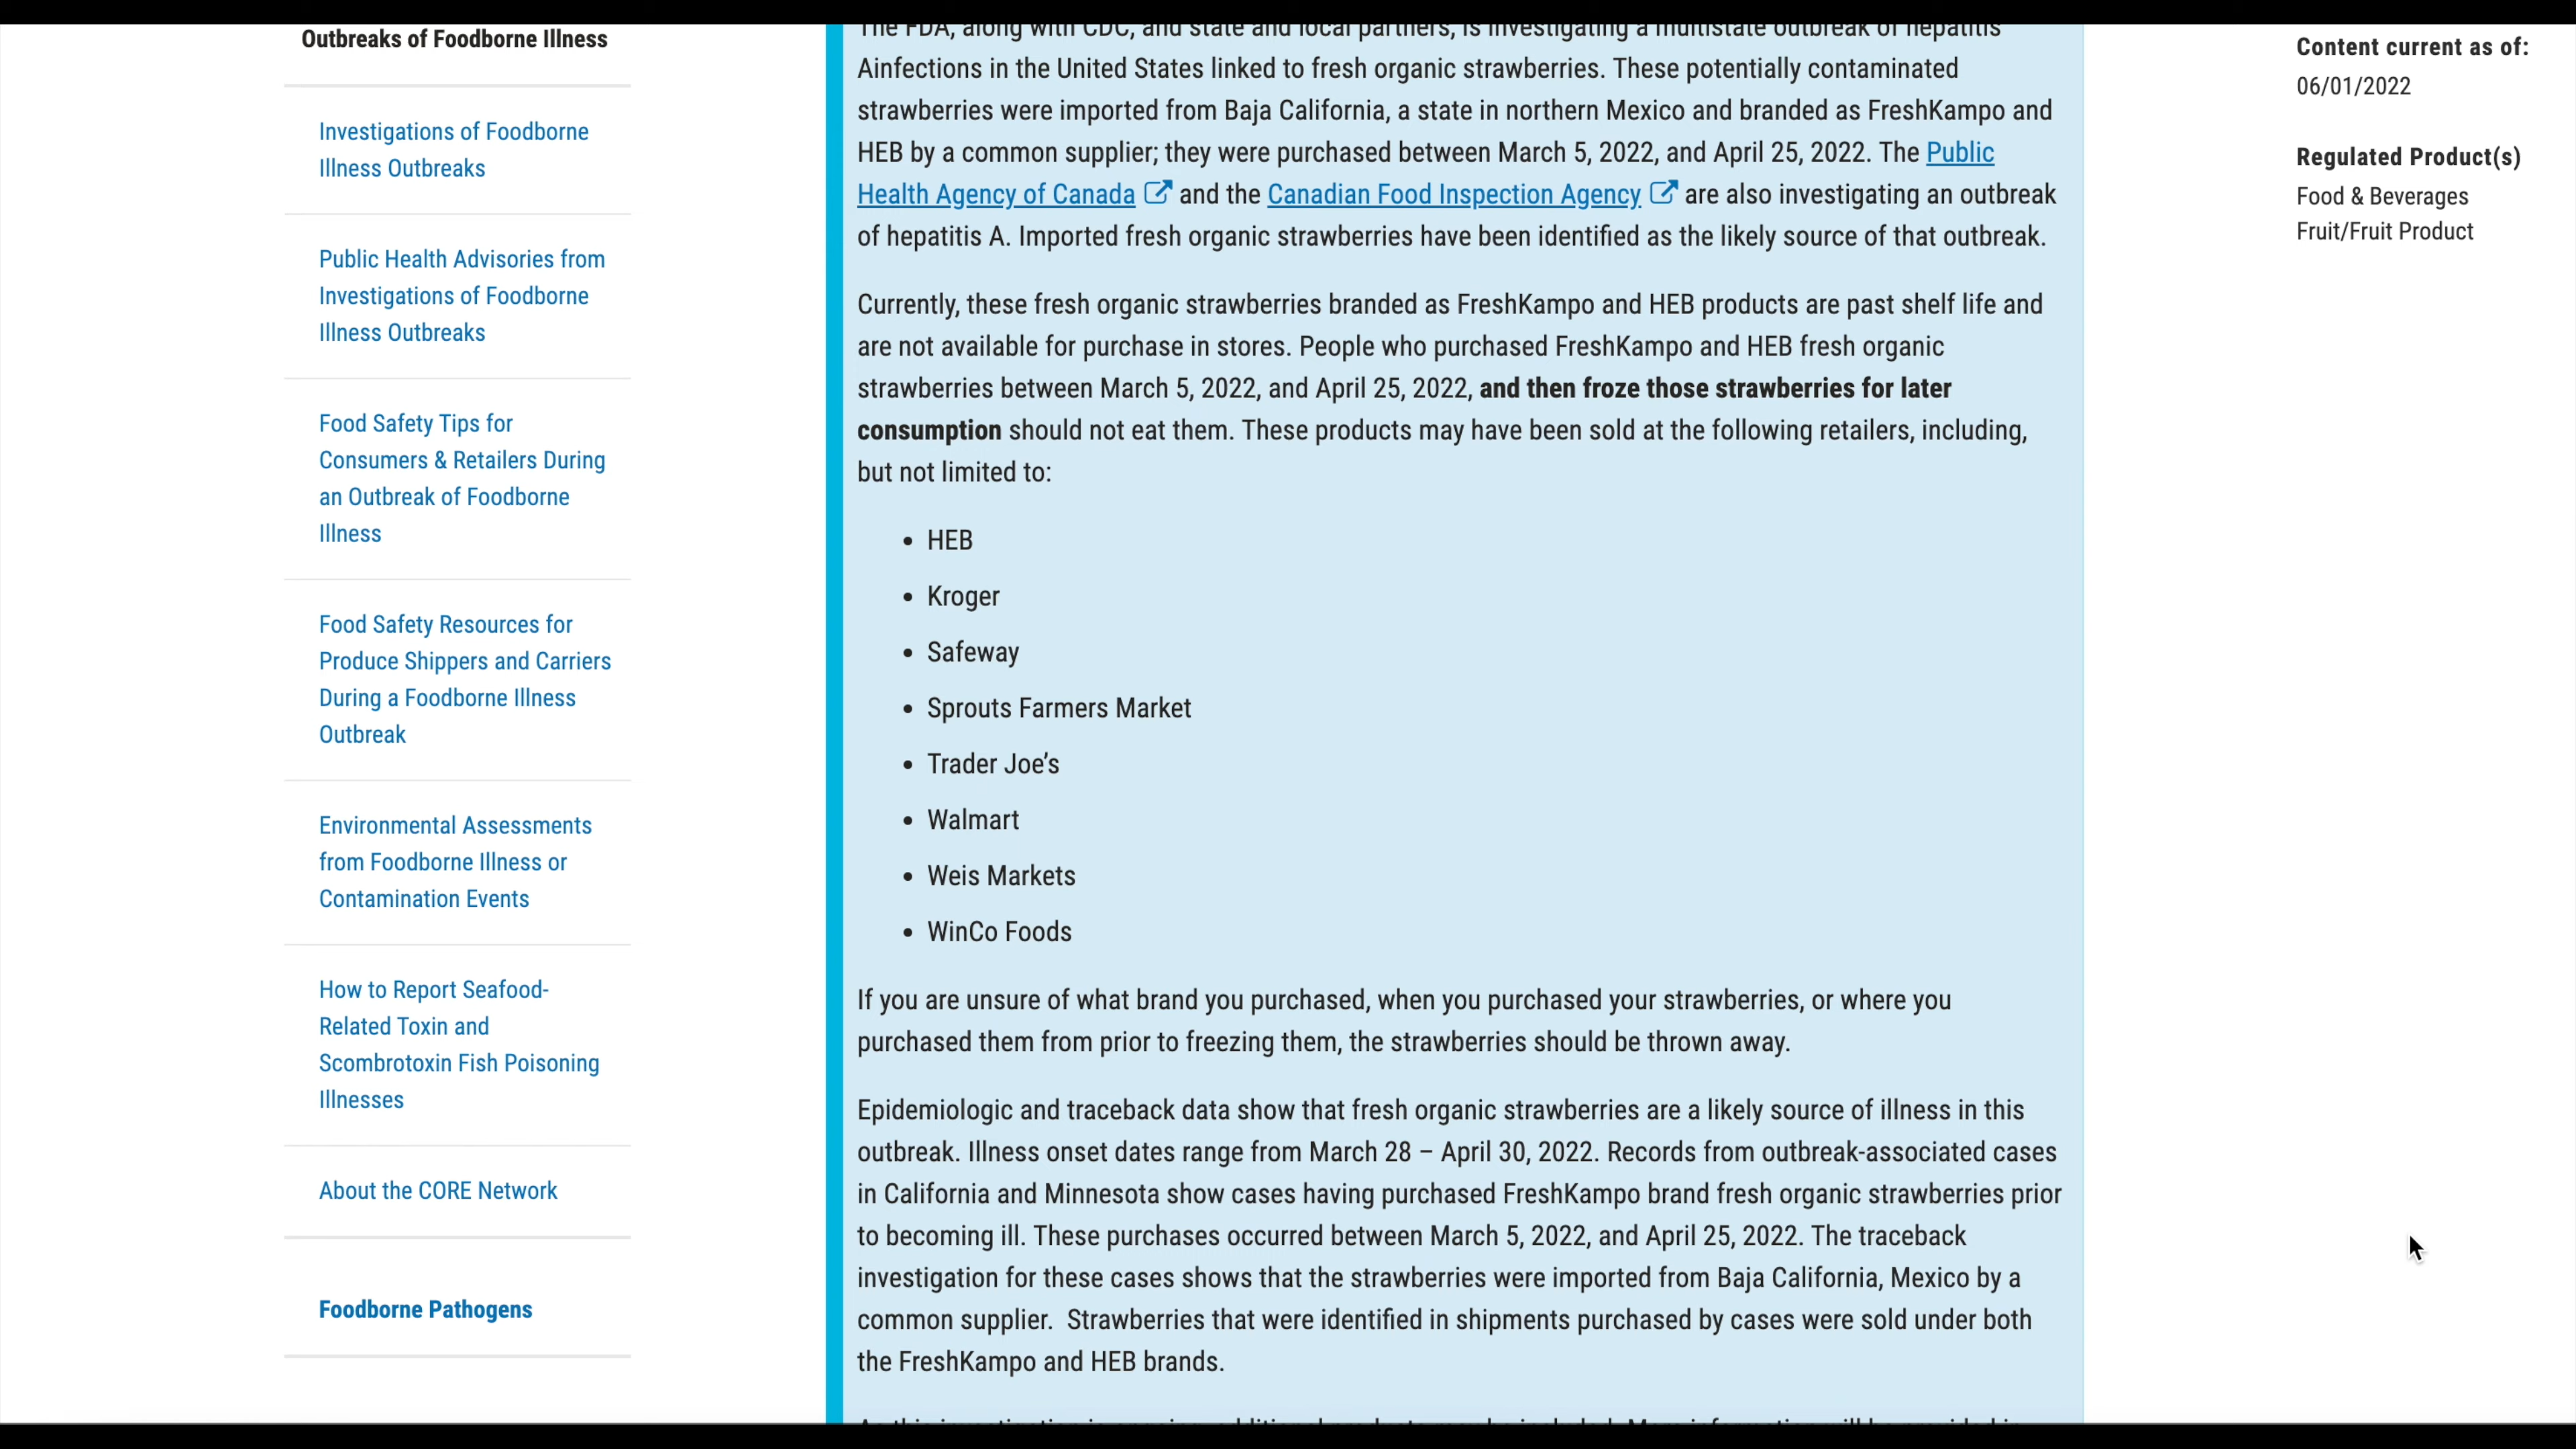 Outbreaks of Foodborne Illness
Investigations of Foodborne
Illness Outbreaks
Public Health Advisories from
Investigations of Foodborne
Illness Outbreaks
Food Safety Tips for
Consumers & Retailers During
an Outbreak of Foodborne
Illness
Food Safety Resources for
Produce Shippers and Carriers
During a Foodborne Illness
Outbreak
Environmental Assessments
from Foodborne Illness or
Contamination Events
How to Report Seafood-
Related Toxin and
Scombrotoxin Fish Poisoning
Illnesses
About the CORE Network
Foodborne Pathogens
The FDA, along with CDC, and state and local partners, is investigating a multistate outbreak of hepatitis
Ainfections in the United States linked to fresh organic strawberries. These potentially contaminated
strawberries were imported from Baja California, a state in northern Mexico and branded as FreshKampo and
HEB by a common supplier; they were purchased between March 5, 2022, and April 25, 2022. The Public
Health Agency of Canada and the Canadian Food Inspection Agency are also investigating an outbreak
of hepatitis A. Imported fresh organic strawberries have been identified as the likely source of that outbreak.
Currently, these fresh organic strawberries branded as FreshKampo and HEB products are past shelf life and
are not available for purchase in stores. People who purchased FreshKampo and HEB fresh organic
strawberries between March 5, 2022, and April 25, 2022, and then froze those strawberries for later
consumption should not eat them. These products may have been sold at the following retailers, including,
but not limited to:
• HEB
• Kroger
• Safeway
• Sprouts Farmers Market
• Trader Joe’s
• Walmart
• Weis Markets
• WinCo Foods
If you are unsure of what brand you purchased, when you purchased your strawberries, or where you
purchased them from prior to freezing them, the strawberries should be thrown away.
Epidemiologic and traceback data show that fresh organic strawberries are a likely source of illness in this
outbreak. Illness onset dates range from March 28 – April 30, 2022. Records from outbreak-associated cases
in California and Minnesota show cases having purchased FreshKampo brand fresh organic strawberries prior
to becoming ill. These purchases occurred between March 5, 2022, and April 25, 2022. The traceback
investigation for these cases shows that the strawberries were imported from Baja California, Mexico by a
common supplier. Strawberries that were identified in shipments purchased by cases were sold under both
the FreshKampo and HEB brands.
Content current as of:
06/01/2022
Regulated Product(s)
Food & Beverages
Fruit/Fruit Product